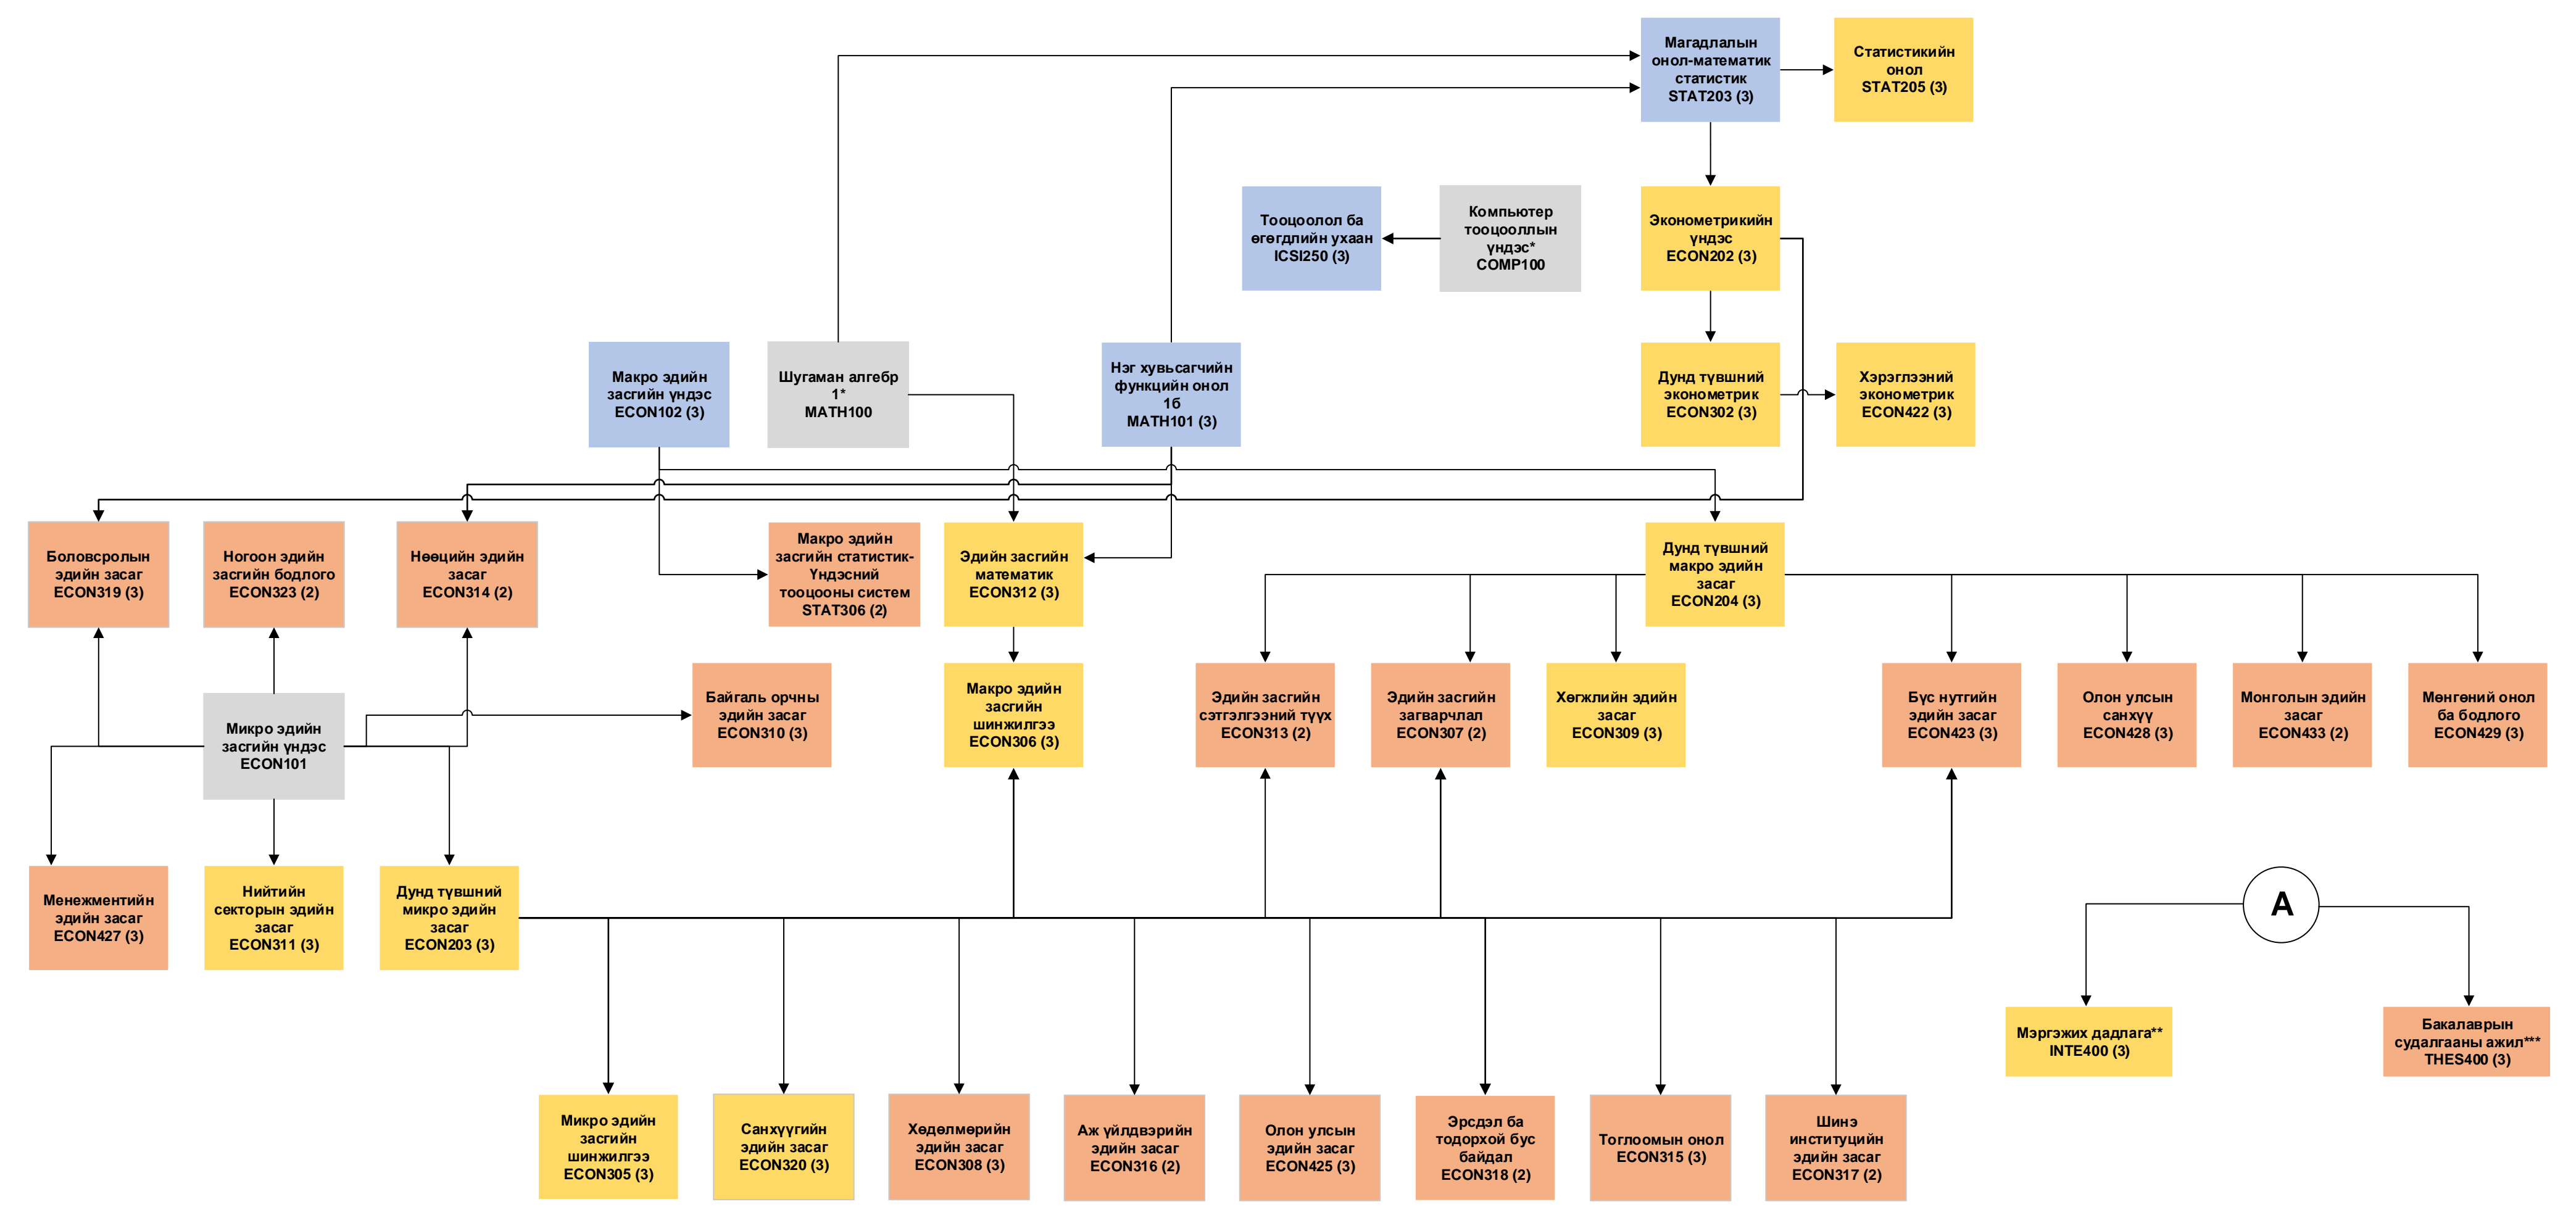 Магадлалын
онол-математик
статистик
STAT203 (3)
Статистикийн
онол
STAT205 (3)
Тооцоолол ба
өгөгдлийн ухаан
ICSI250 (3)
Компьютер
тооцооллын
үндэс*
COMP100
Эконометрикийн
үндэс
ECON202 (3)
Макро эдийн
засгийн үндэс
ECON102 (3)
Шугаман алгебр
1*
MATH100
Нэг хувьсагчийн
функцийн онол
1б
MATH101 (3)
Дунд түвшний
эконометрик
ECON302 (3)
Хэрэглээний
эконометрик
ECON422 (3)
Боловсролын
эдийн засаг
ECON319 (3)
Ногоон эдийн
засгийн бодлого
ECON323 (2)
Нөөцийн эдийн
засаг
ECON314 (2)
Макро эдийн
засгийн статистик-
Үндэсний
тооцооны систем
STAT306 (2)
Эдийн засгийн
математик
ECON312 (3)
Дунд түвшний
макро эдийн
засаг
ECON204 (3)
Микро эдийн
засгийн үндэс
ECON101
Байгаль орчны
эдийн засаг
ECON310 (3)
Макро эдийн
засгийн
шинжилгээ
ECON306 (3)
Эдийн засгийн
сэтгэлгээний түүх
ECON313 (2)
Эдийн засгийн
загварчлал
ECON307 (2)
Хөгжлийн эдийн
засаг
ECON309 (3)
Бүс нутгийн
эдийн засаг
ECON423 (3)
Олон улсын
санхүү
ECON428 (3)
Монголын эдийн
засаг
ECON433 (2)
Мөнгөний онол
ба бодлого
ECON429 (3)
Менежментийн
эдийн засаг
ECON427 (3)
Нийтийн
секторын эдийн
засаг
ECON311 (3)
Дунд түвшний
микро эдийн
засаг
ECON203 (3)
A
Мэргэжих дадлага**
INTE400 (3)
Бакалаврын
судалгааны ажил***
THES400 (3)
Микро эдийн
засгийн
шинжилгээ
ECON305 (3)
Санхүүгийн
эдийн засаг
ECON320 (3)
Хөдөлмөрийн
эдийн засаг
ECON308 (3)
Аж үйлдвэрийн
эдийн засаг
ECON316 (2)
Олон улсын
эдийн засаг
ECON425 (3)
Эрсдэл ба
тодорхой бус
байдал
ECON318 (2)
Тоглоомын онол
ECON315 (3)
Шинэ
институцийн
эдийн засаг
ECON317 (2)